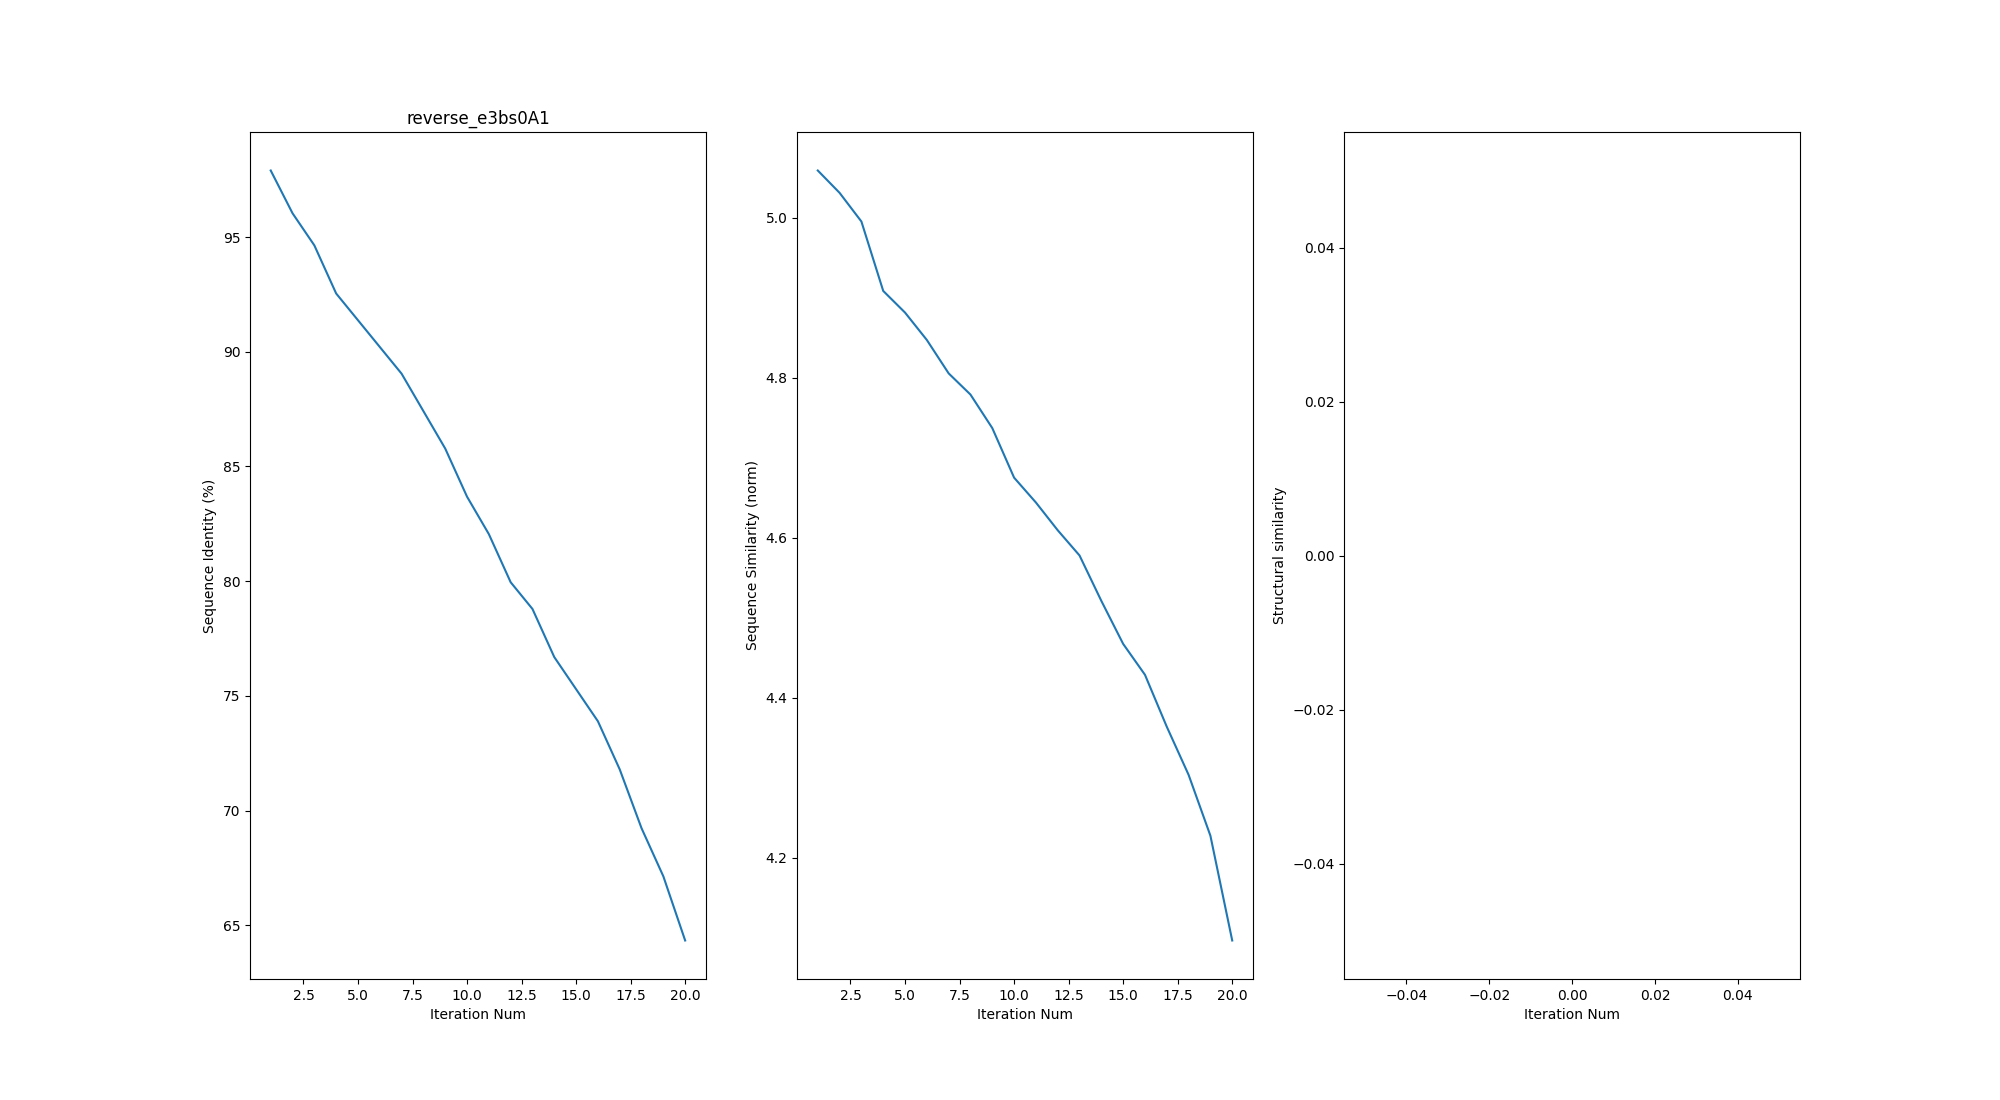 reverse_e3bs0A1
Sequence Identity (%)
95
90
85
80
75
70
65
2.5 5.0 7.5 10.0 12.5 15.0 17.5 20.0
Iteration Num
Sequence Similarity (norm)
5.0
4.8
4.6
4.4
4.2
2.5 5.0 7.5 10.0 12.5 15.0 17.5 20.0
Iteration Num
Structural similarity
0.04
0.02
0.00
−0.02
−0.04
−0.04 −0.02 0.00 0.02 0.04
Iteration Num